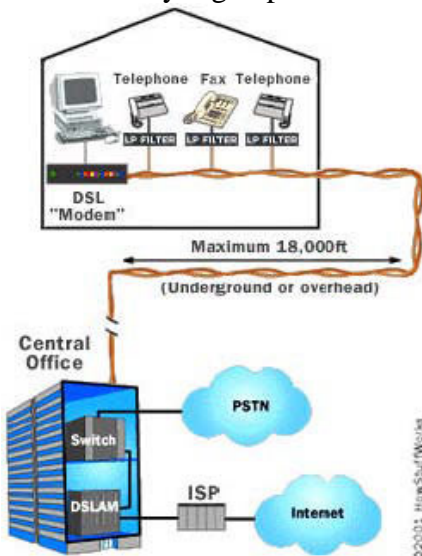 Telephone Fax Telephone
LP FILTER LP FILTER LP FILTER
DSL
"Modem"
Maximum 18,000ft
(Underground or overhead)
Central
Office
PSTN
Switch
ISP
DSLAM
Internet
©2001 HowStuffWorks